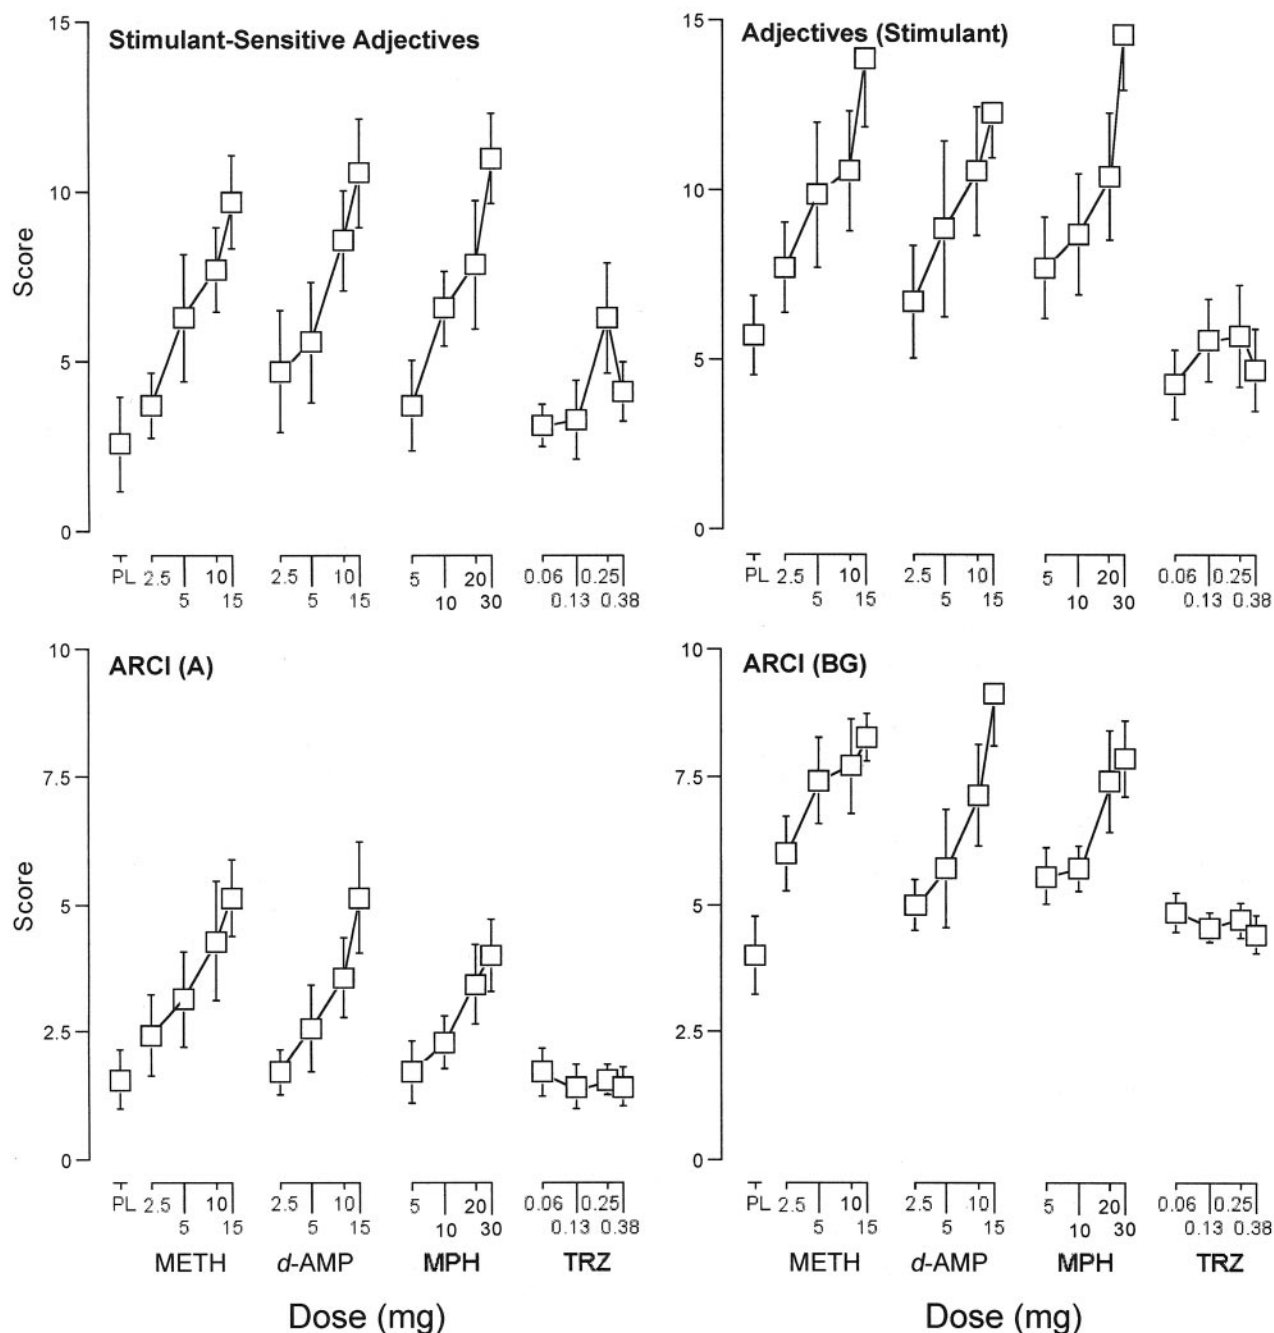 Stimulant-Sensitive Adjectives
15
10
5
0
Score
PL 2.5 5 10 15
2.5 5 10 15
5 10 20 30
0.06 0.13 0.25 0.38
Adjectives (Stimulant)
15
10
5
0
PL 2.5 5 10 15
2.5 5 10 15
5 10 20 30
0.06 0.13 0.25 0.38
ARCI (A)
10
7.5
5
2.5
0
Score
PL 2.5 5 10 15
2.5 5 10 15
5 10 20 30
0.06 0.13 0.25 0.38
METH d-AMP MPH TRZ
Dose (mg)
ARCI (BG)
10
7.5
5
2.5
0
PL 2.5 5 10 15
2.5 5 10 15
5 10 20 30
0.06 0.13 0.25 0.38
METH d-AMP MPH TRZ
Dose (mg)